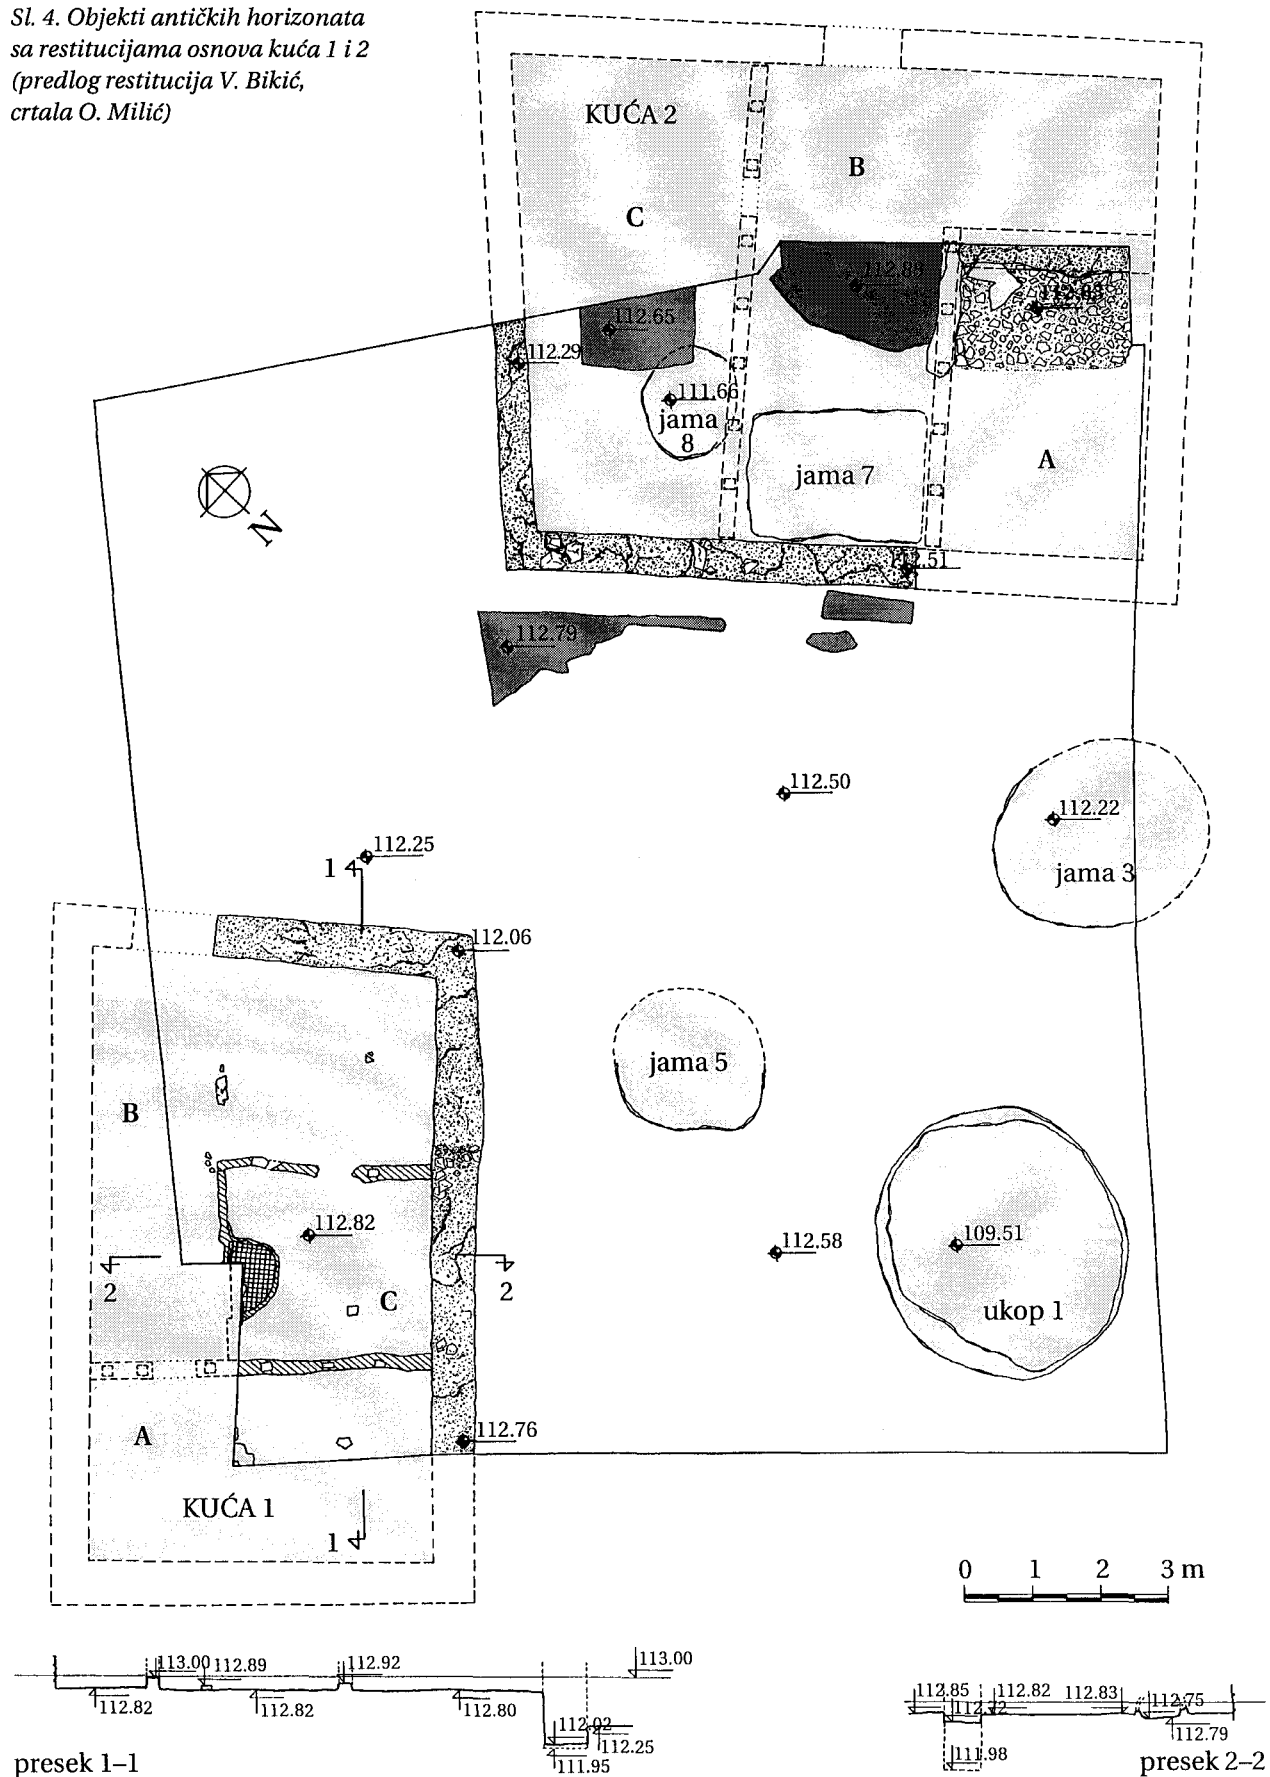 Sl. 4. Objekti antičkih horizonata
sa restitucijama osnova kuća 1 i 2
(predlog restitucija V. Bikić,
crtala O. Milić)
KUĆA 2
B
C
112.89
112.65
112.29
111.66
jama
8
jama 7
A
N
112.79
112.50
112.22
jama 3
112.25
1
112.06
jama 5
B
112.82
112.58
109.51
2
2
C
ukop 1
A
112.76
KUĆA 1
1
0 1 2 3 m
113.00 112.89 112.92 113.00
112.82 112.82 112.80
112.02
112.25
111.95
presek 1–1
112.85 112.82 112.83 112.75
112.79
111.98
presek 2–2